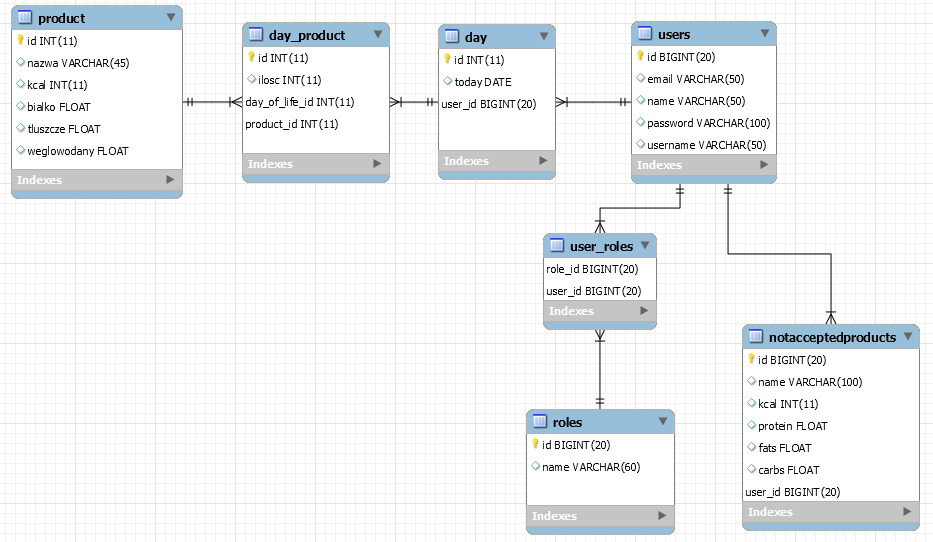 product
id INT(11)
nazwa VARCHAR(45)
kcal INT(11)
bialko FLOAT
tluszcze FLOAT
weglowodany FLOAT
Indexes
day_product
id INT(11)
ilosc INT(11)
day_of_life_id INT(11)
product_id INT(11)
Indexes
day
id INT(11)
today DATE
user_id BIGINT(20)
Indexes
users
id BIGINT(20)
email VARCHAR(50)
name VARCHAR(50)
password VARCHAR(100)
username VARCHAR(50)
Indexes
user_roles
role_id BIGINT(20)
user_id BIGINT(20)
Indexes
roles
id BIGINT(20)
name VARCHAR(60)
Indexes
notacceptedproducts
id BIGINT(20)
name VARCHAR(100)
kcal INT(11)
protein FLOAT
fats FLOAT
carbs FLOAT
user_id BIGINT(20)
Indexes